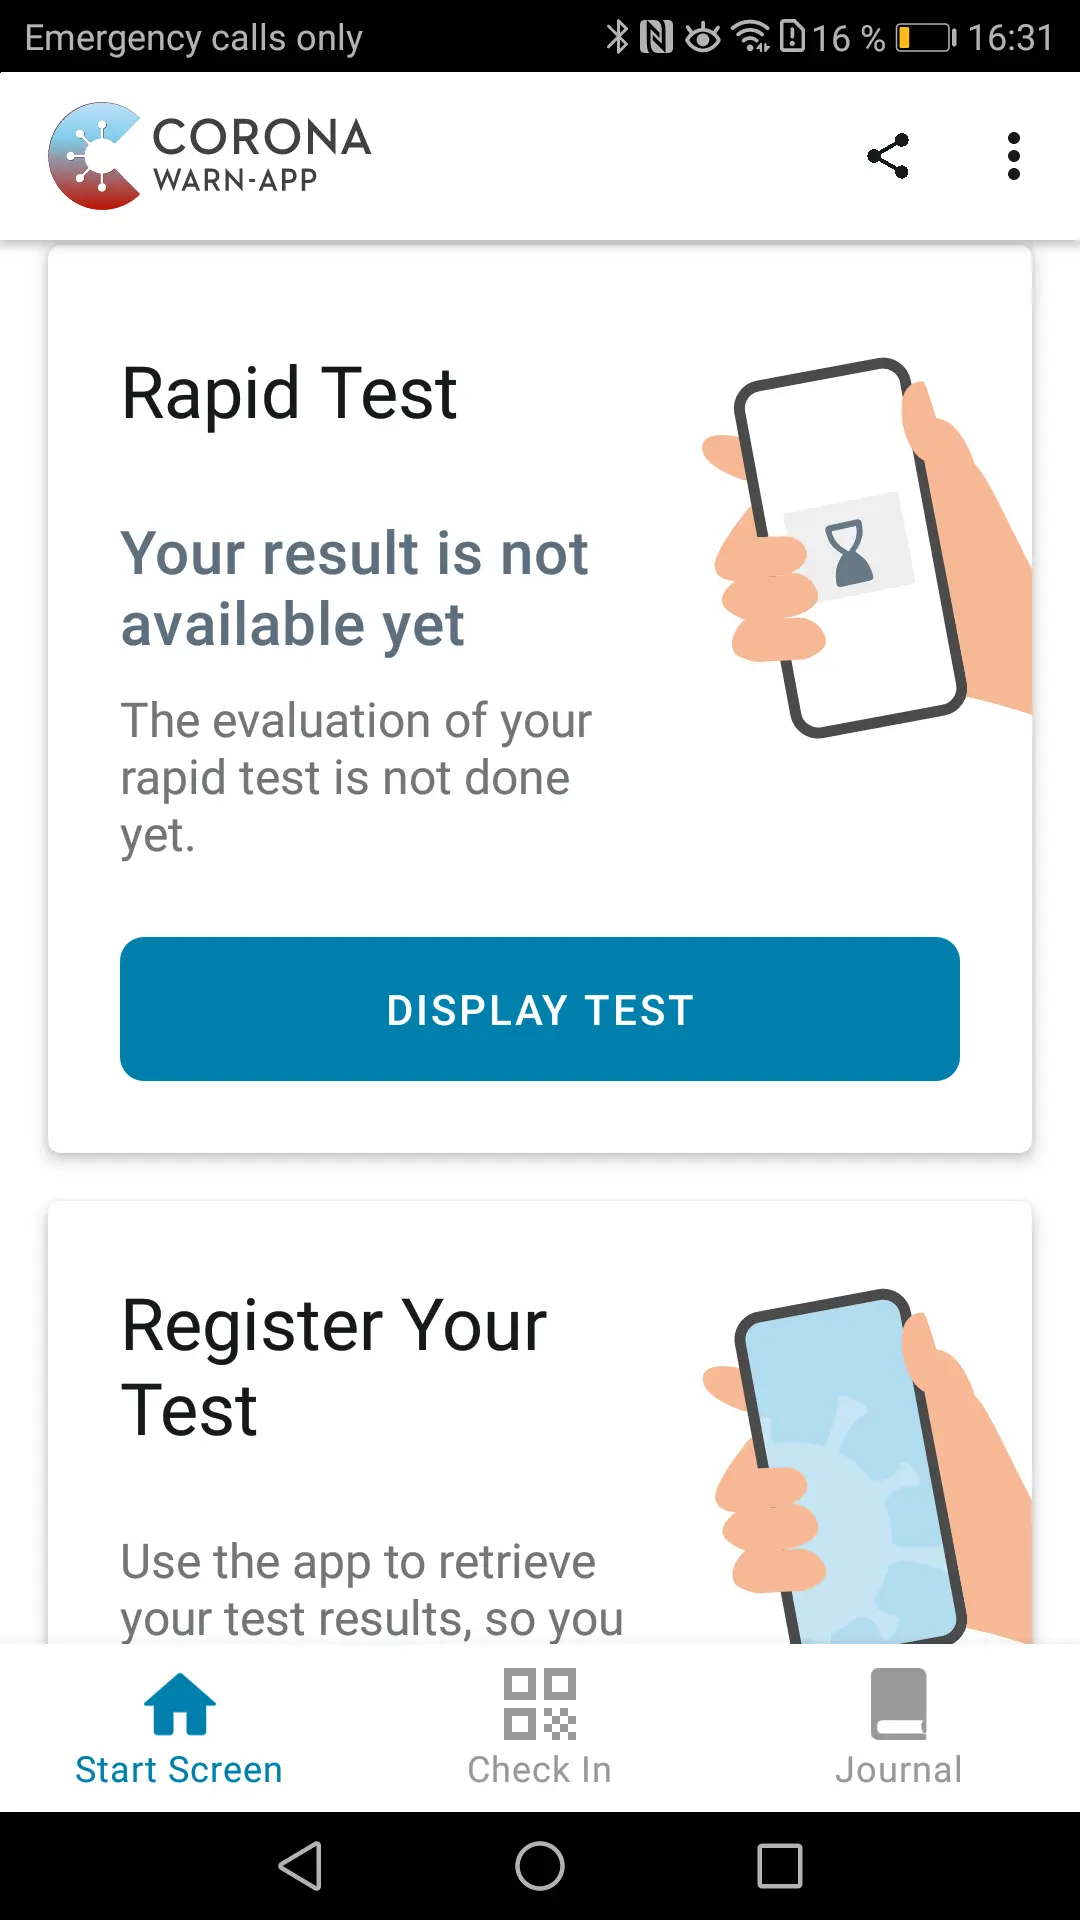 Emergency calls only 16 % 16:31
CORONA
WARN-APP
Rapid Test
Your result is not
available yet
The evaluation of your
rapid test is not done
yet.
DISPLAY TEST
Register Your
Test
Use the app to retrieve
your test results, so you
Start Screen Check In Journal